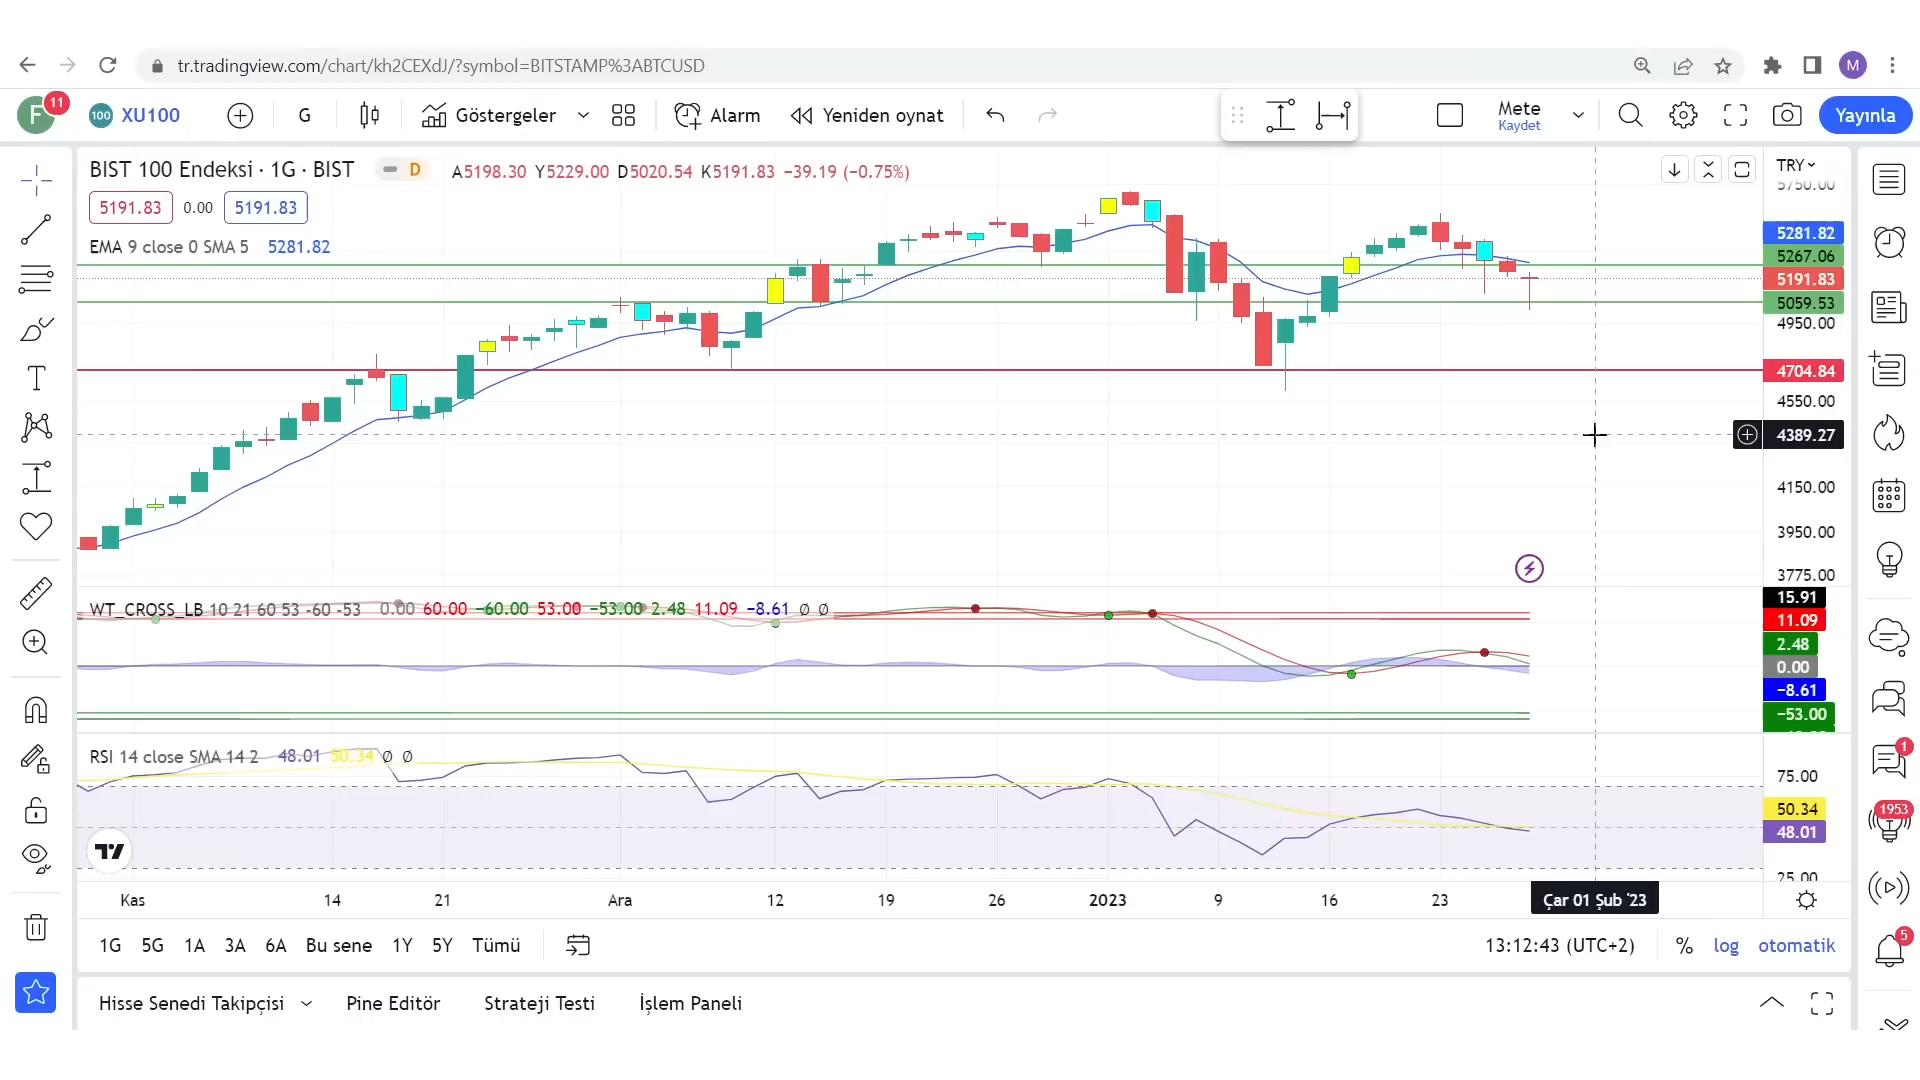 tr.tradingview.com/chart/kh2CEXdJ/?symbol=BITSTAMP%3ABTCUSD
M
F
11
100
XU100
G
Göstergeler
Alarm
Yeniden oynat
Mete
Kaydet
Yayınla
BIST 100 Endeksi · 1G · BIST
D
A5198.30 Y5229.00 D5020.54 K5191.83 −39.19 (−0.75%)
TRY
5191.83 0.00 5191.83
EMA 9 close 0 SMA 5 5281.82
5750.00
5281.82
5267.06
5191.83
5059.53
4950.00
4704.84
4550.00
4389.27
4150.00
3950.00
3775.00
WT_CROSS_LB 10 21 60 53 -60 -53 0.00 60.00 −60.00 53.00 −53.00 2.48 11.09 −8.61 Ø Ø
15.91
11.09
2.48
0.00
−8.61
−53.00
RSI 14 close SMA 14 2 48.01 50.34 Ø Ø
75.00
50.34
48.01
25.00
Kas 14 21 Ara 12 19 26 2023 9 16 23 Çar 01 Şub '23
1G 5G 1A 3A 6A Bu sene 1Y 5Y Tümü
13:12:43 (UTC+2) % log otomatik
Hisse Senedi Takipçisi Pine Editör Strateji Testi İşlem Paneli
1
1953
5